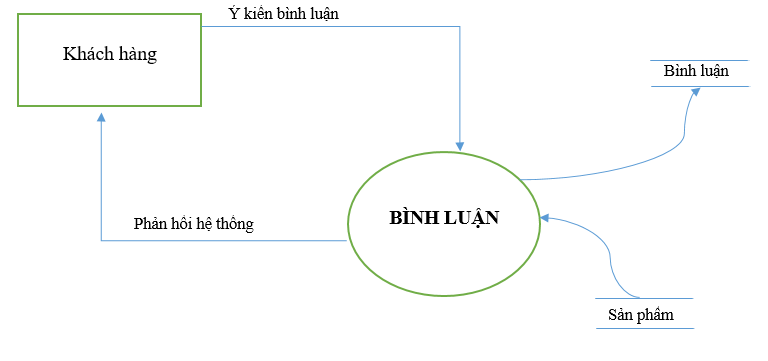 Ý kiến bình luận
Khách hàng
Bình luận
BÌNH LUẬN
Phản hồi hệ thống
Sản phẩm